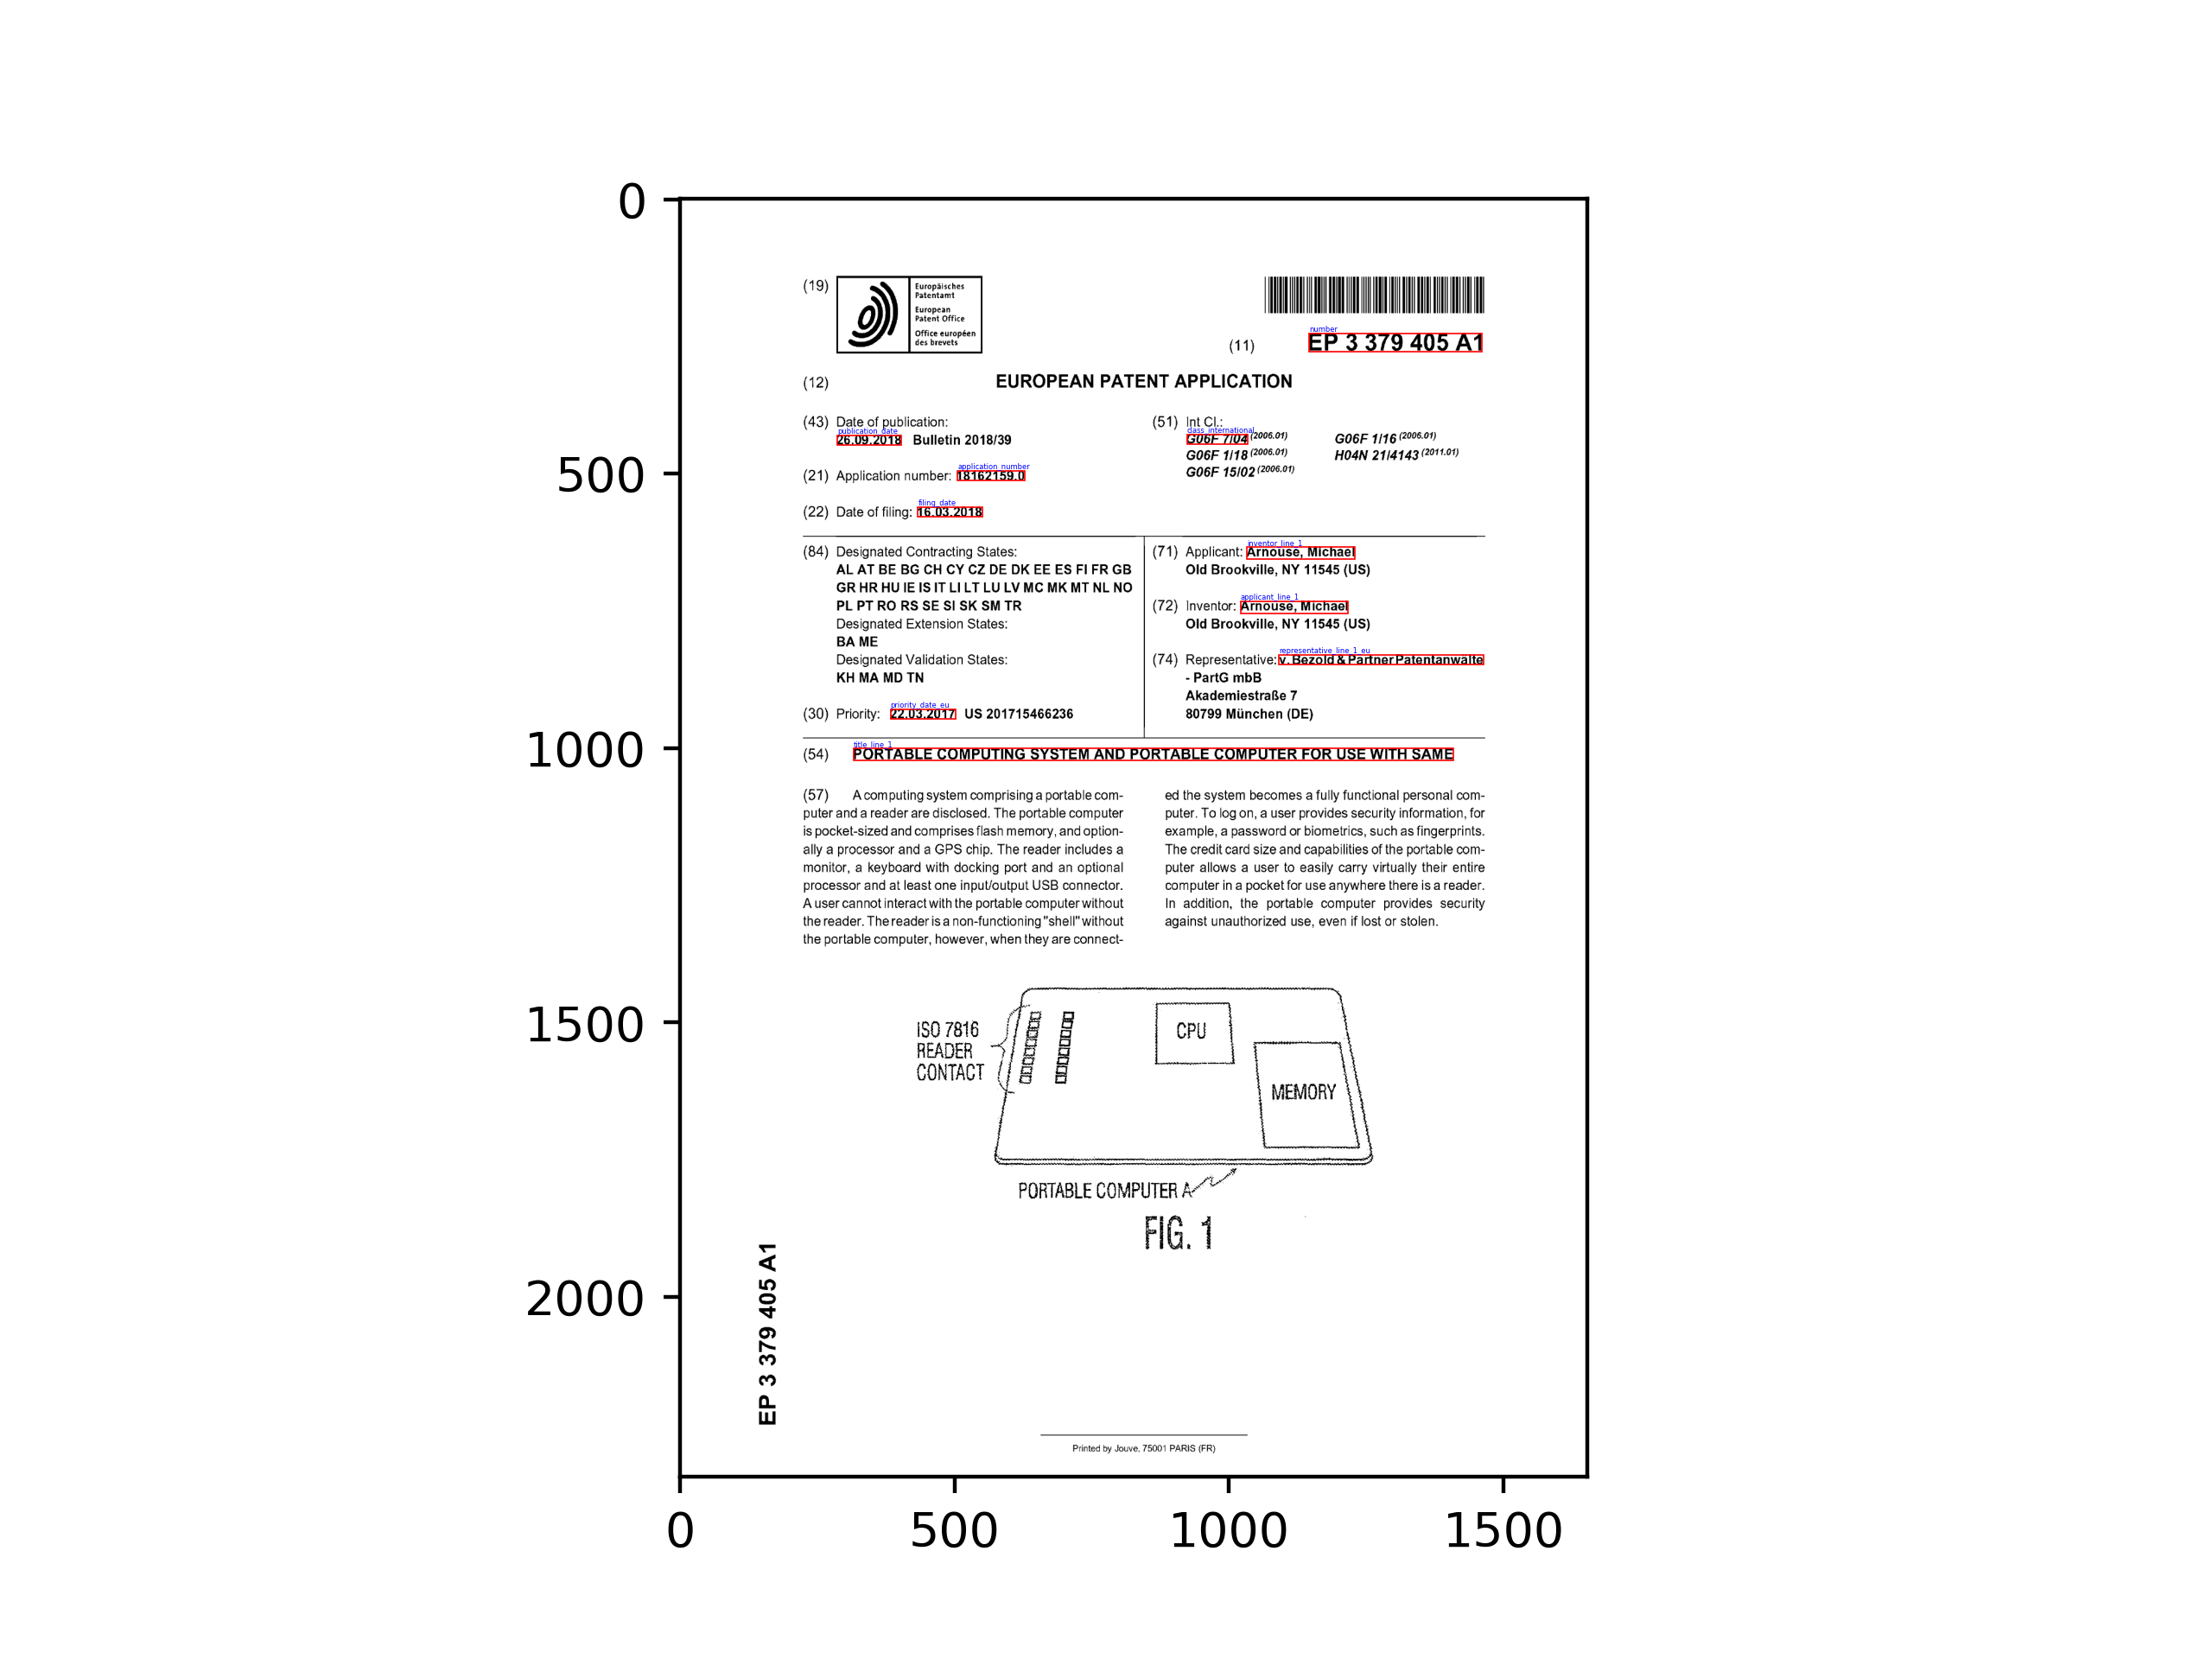 0
500
1000
1500
2000
0
500
1000
1500
(19)
Europäisches
Patentamt
European
Patent Office
Office européen
des brevets
number
(11)
EP 3 379 405 A1
(12)
EUROPEAN PATENT APPLICATION
(43) Date of publication:
publication_date
26.09.2018 Bulletin 2018/39
application_number
(21) Application number: 18162159.0
filing_date
(22) Date of filing: 16.03.2018
(51) Int Cl.:
class_international
G06F 7/04 (2006.01) G06F 1/16 (2006.01)
G06F 1/18 (2006.01) H04N 21/4143 (2011.01)
G06F 15/02 (2006.01)
(84) Designated Contracting States:
AL AT BE BG CH CY CZ DE DK EE ES FI FR GB
GR HR HU IE IS IT LI LT LU LV MC MK MT NL NO
PL PT RO RS SE SI SK SM TR
Designated Extension States:
BA ME
Designated Validation States:
KH MA MD TN
priority_date_eu
(30) Priority: 22.03.2017 US 201715466236
inventor_line_1
(71) Applicant: Arnouse, Michael
Old Brookville, NY 11545 (US)
applicant_line_1
(72) Inventor: Arnouse, Michael
Old Brookville, NY 11545 (US)
representative_line_1_eu
(74) Representative: v. Bezold & Partner Patentanwälte
- PartG mbB
Akademiestraße 7
80799 München (DE)
title_line_1
(54) PORTABLE COMPUTING SYSTEM AND PORTABLE COMPUTER FOR USE WITH SAME
(57) A computing system comprising a portable com-
puter and a reader are disclosed. The portable computer
is pocket-sized and comprises flash memory, and option-
ally a processor and a GPS chip. The reader includes a
monitor, a keyboard with docking port and an optional
processor and at least one input/output USB connector.
A user cannot interact with the portable computer without
the reader. The reader is a non-functioning "shell" without
the portable computer, however, when they are connect-
ed the system becomes a fully functional personal com-
puter. To log on, a user provides security information, for
example, a password or biometrics, such as fingerprints.
The credit card size and capabilities of the portable com-
puter allows a user to easily carry virtually their entire
computer in a pocket for use anywhere there is a reader.
In addition, the portable computer provides security
against unauthorized use, even if lost or stolen.
ISO 7816
READER
CONTACT
CPU
MEMORY
PORTABLE COMPUTER A
FIG. 1
EP 3 379 405 A1
Printed by Jouve, 75001 PARIS (FR)